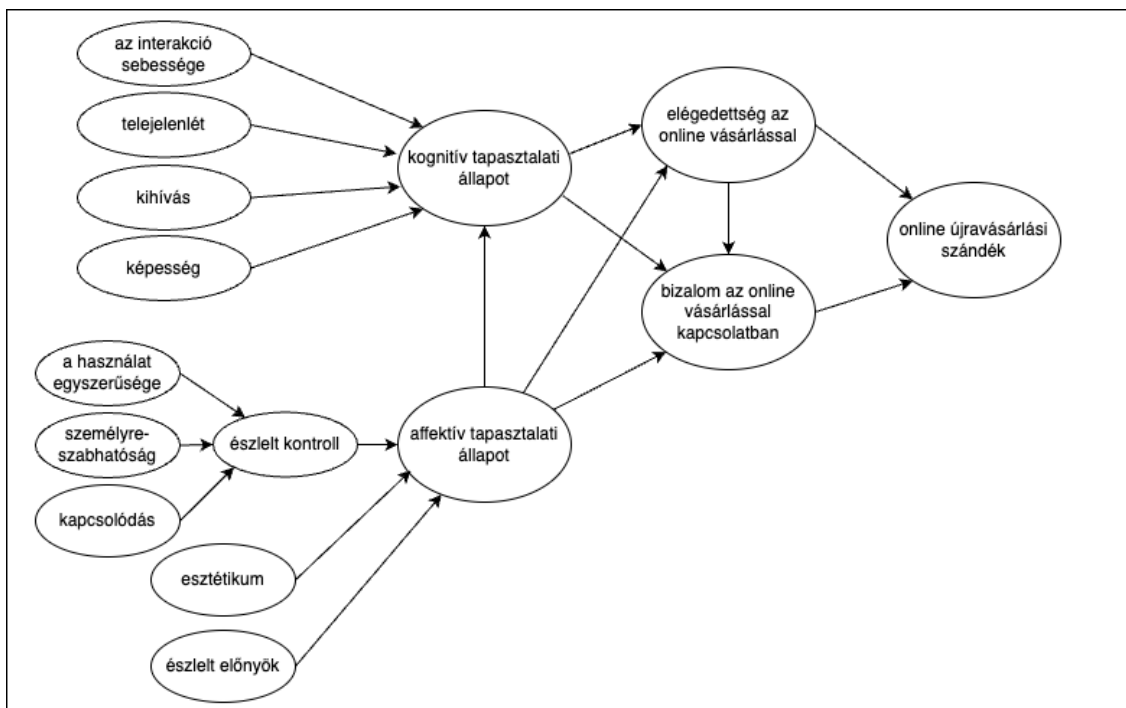 az interakció
sebessége
telejelenlét
kihívás
képesség
kognitív tapasztalati
állapot
elégedettség az
online vásárlással
bizalom az online
vásárlással
kapcsolatban
online újravásárlási
szándék
a használat
egyszerűsége
személyre-
szabhatóság
kapcsolódás
észlelt kontroll
affektív tapasztalati
állapot
esztétikum
észlelt előnyök